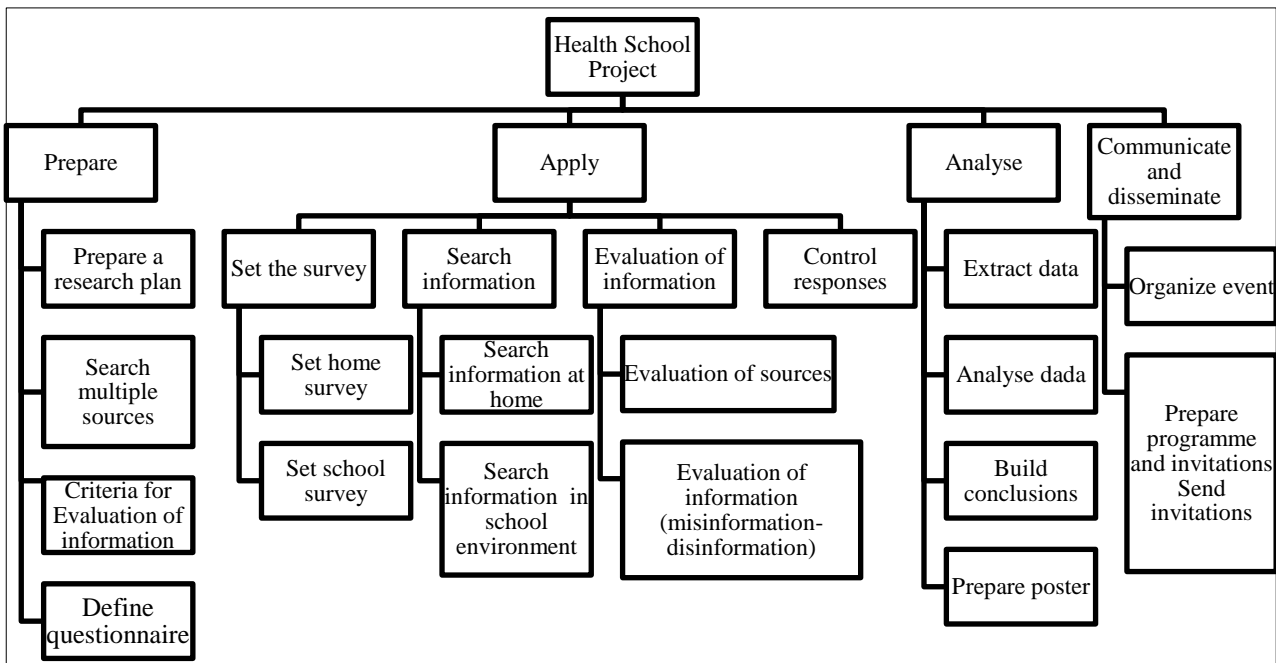 Health School
Project
Prepare
Apply
Analyse
Communicate
and
disseminate
Prepare a
research plan
Search
multiple
sources
Criteria for
Evaluation of
information
Define
questionnaire
Set the survey
Set home
survey
Set school
survey
Search
information
Search
information at
home
Search
information in
school
environment
Evaluation of
information
Evaluation of sources
Evaluation of
information
(misinformation-
disinformation)
Control
responses
Extract data
Analyse dada
Build
conclusions
Prepare poster
Organize event
Prepare
programme
and invitations
Send
invitations